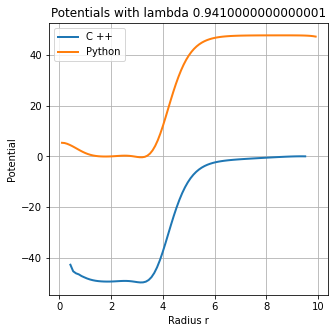 Potentials with lambda 0.9410000000000001
C ++
Python
40
20
0
−20
−40
Potential
0
2
4
6
8
10
Radius r